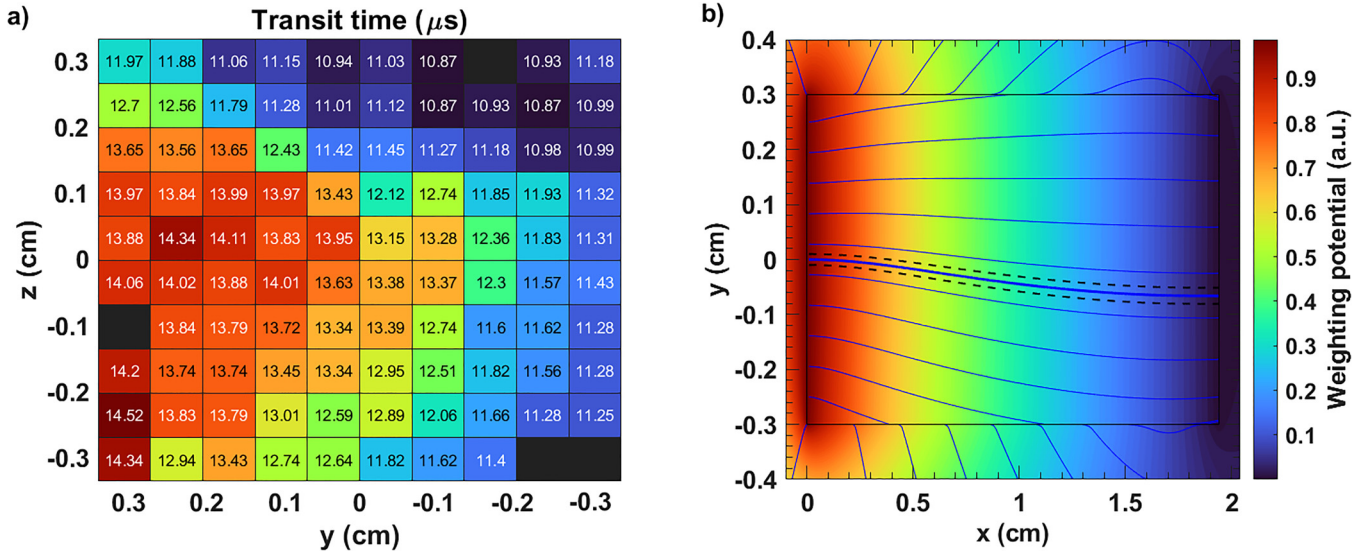 a)
Transit time (μs)
0.3 11.97 11.88 11.06 11.15 10.94 11.03 10.87 10.93 11.18
12.7 12.56 11.79 11.28 11.01 11.12 10.87 10.93 10.87 10.99
0.2
13.65 13.56 13.65 12.43 11.42 11.45 11.27 11.18 10.98 10.99
0.1 13.97 13.84 13.99 13.97 13.43 12.12 12.74 11.85 11.93 11.32
13.88 14.34 14.11 13.83 13.95 13.15 13.28 12.36 11.83 11.31
0
14.06 14.02 13.88 14.01 13.63 13.38 13.37 12.3 11.57 11.43
-0.1 13.84 13.79 13.72 13.34 13.39 12.74 11.6 11.62 11.28
14.2 13.74 13.74 13.45 13.34 12.95 12.51 11.82 11.56 11.28
-0.2
14.52 13.83 13.79 13.01 12.59 12.89 12.06 11.66 11.28 11.25
-0.3 14.34 12.94 13.43 12.74 12.64 11.82 11.62 11.4
0.3 0.2 0.1 0 -0.1 -0.2 -0.3
y (cm)
z (cm)
b)
0.4
0.3
0.2
0.1
0
-0.1
-0.2
-0.3
-0.4
y (cm)
0 0.5 1 1.5 2
x (cm)
0.9
0.8
0.7
0.6
0.5
0.4
0.3
0.2
0.1
Weighting potential (a.u.)